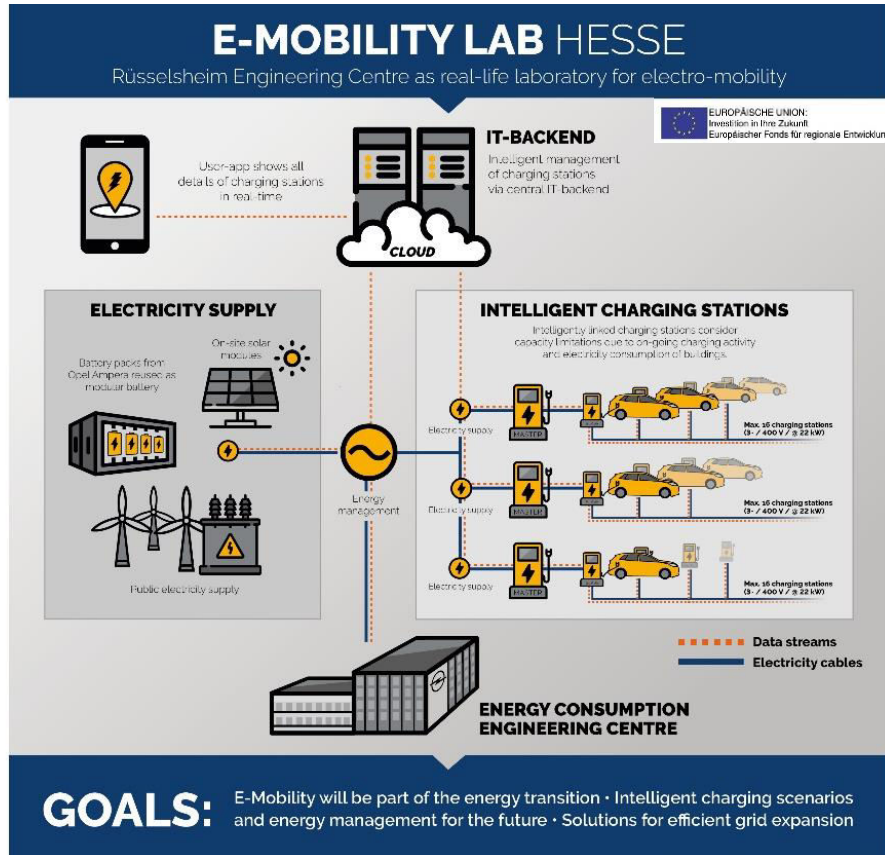 E-MOBILITY LAB HESSE
Rüsselsheim Engineering Centre as real-life laboratory for electro-mobility
EUROPÄISCHE UNION:
Investition in Ihre Zukunft
Europäischer Fonds für regionale Entwicklun
User-app shows all
details of charging stations
in real-time
IT-BACKEND
Intelligent management
of charging stations
via central IT-backend
CLOUD
ELECTRICITY SUPPLY
On-site solar
modules
Battery packs from
Opel Ampera reused as
modular battery
Public electricity supply
Energy
management
INTELLIGENT CHARGING STATIONS
Intelligently linked charging stations consider
capacity limitations due to on-going charging activity
and electricity consumption of buildings.
Electricity supply
MASTER
Max. 16 charging stations
(3~ / 400 V / @ 22 kW)
Electricity supply
MASTER
Max. 16 charging stations
(3~ / 400 V / @ 22 kW)
Electricity supply
MASTER
Max. 16 charging stations
(3~ / 400 V / @ 22 kW)
Data streams
Electricity cables
ENERGY CONSUMPTION
ENGINEERING CENTRE
GOALS:
E-Mobility will be part of the energy transition • Intelligent charging scenarios
and energy management for the future • Solutions for efficient grid expansion